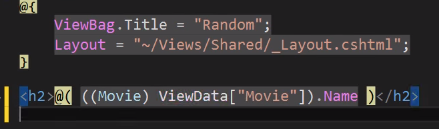 @{
ViewBag.Title = "Random";
Layout = "~/Views/Shared/_Layout.cshtml";
}
<h2>@( ((Movie) ViewData["Movie"]).Name )</h2>